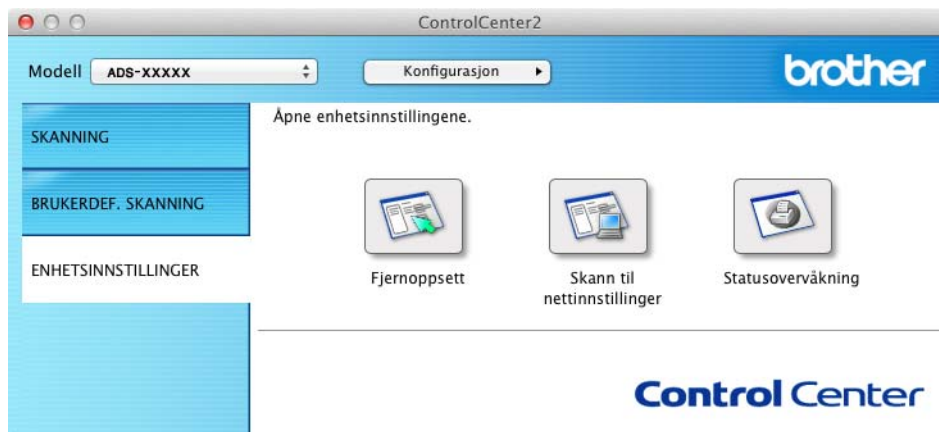 ControlCenter2
Modell ADS-XXXXX Konfigurasjon brother
SKANNING
BRUKERDEF. SKANNING
ENHETSINNSTILLINGER
Åpne enhetsinnstillingene.
Fjernoppsett
Skann til
nettinnstillinger
Statusovervåkning
Control Center